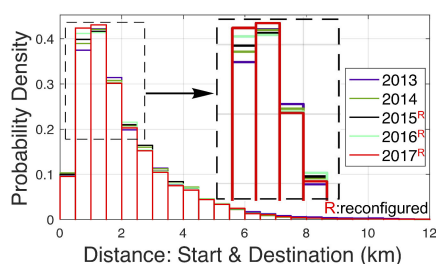 Probability Density
0.4
0.3
0.2
0.1
0
0 2 4 6 8 10 12
Distance: Start & Destination (km)
2013
2014
2015R
2016R
2017R
R:reconfigured